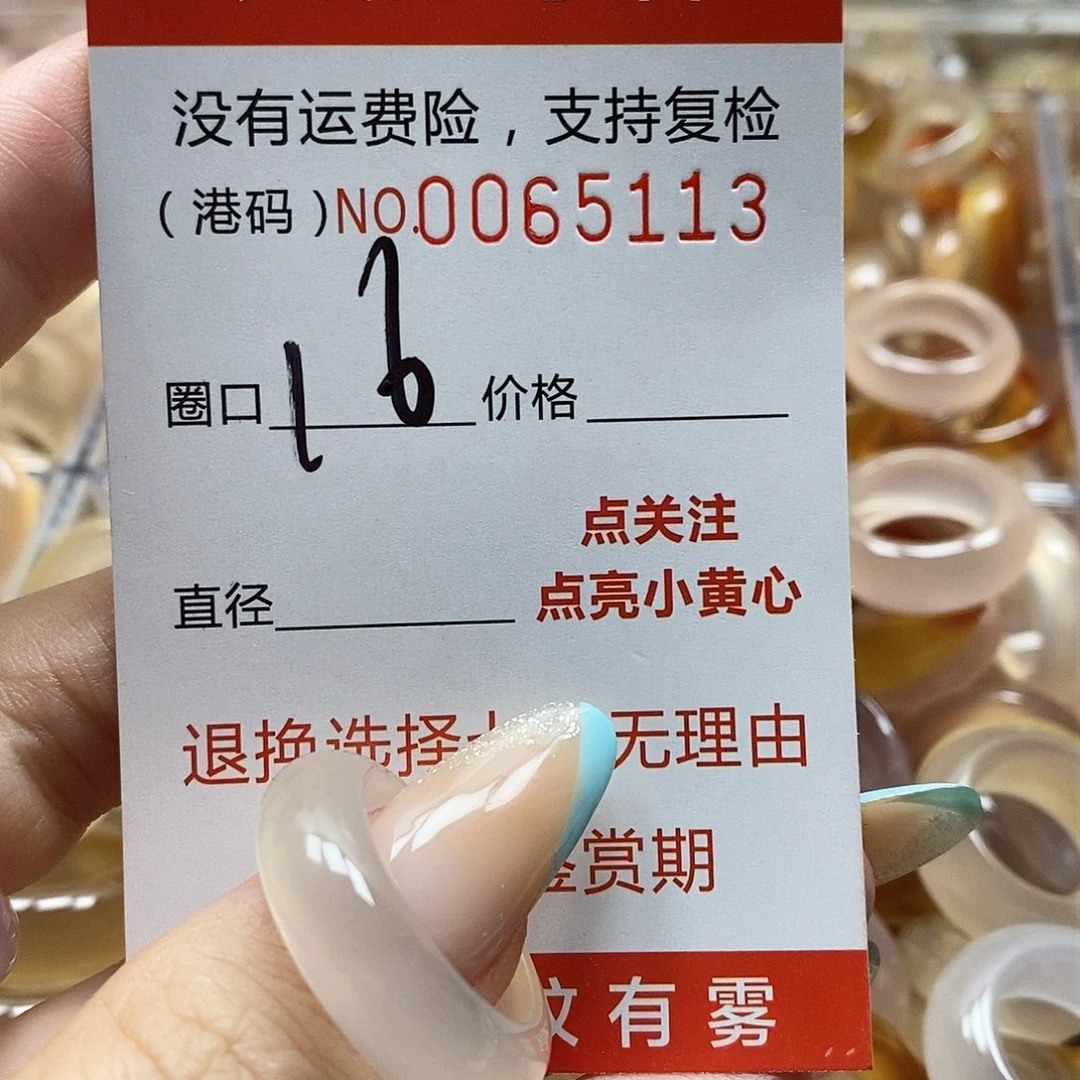 没有运费险，支持复检
（港码）NO.0065113
圈口 16 价格
点关注
直径
点亮小黄心
退换选择 无理由
赏期
有雾